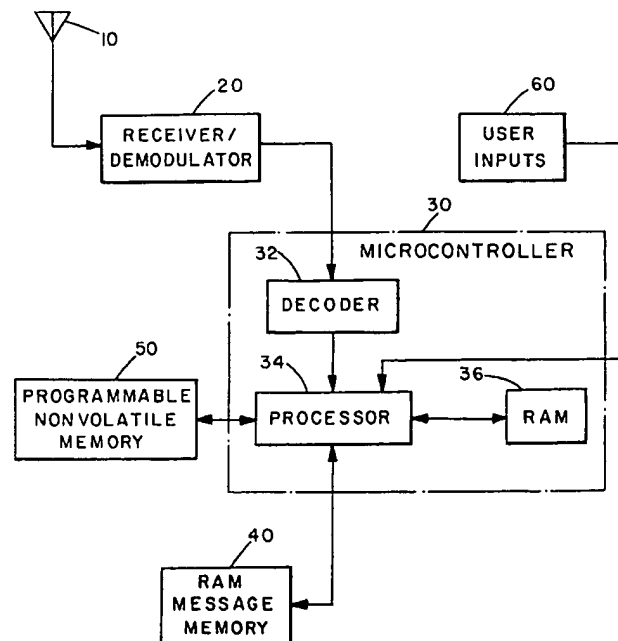 10
20
RECEIVER/
DEMODULATOR
60
USER
INPUTS
30
MICROCONTROLLER
32
DECODER
50
PROGRAMMABLE
NONVOLATILE
MEMORY
34
PROCESSOR
36
RAM
40
RAM
MESSAGE
MEMORY